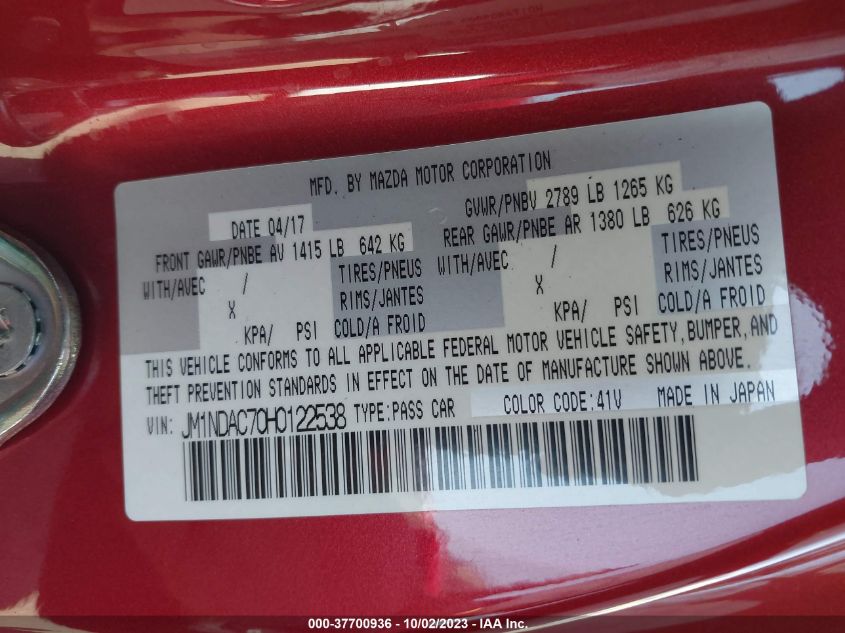 MFD. BY MAZDA MOTOR CORPORATION
DATE 04/17
GVWR/PNBV 2789 LB 1265 KG
FRONT GAWR/PNBE AV 1415 LB 642 KG
REAR GAWR/PNBE AR 1380 LB 626 KG
WITH/AVEC / TIRES/PNEUS
WITH/AVEC / TIRES/PNEUS
X RIMS/JANTES
X RIMS/JANTES
KPA/ PSI COLD/A FROID
KPA/ PSI COLD/A FROID
THIS VEHICLE CONFORMS TO ALL APPLICABLE FEDERAL MOTOR VEHICLE SAFETY, BUMPER, AND
THEFT PREVENTION STANDARDS IN EFFECT ON THE DATE OF MANUFACTURE SHOWN ABOVE.
VIN: JM1NDAC70H0122538 TYPE:PASS CAR COLOR CODE:41V MADE IN JAPAN
000-37700936 - 10/02/2023 - IAA Inc.